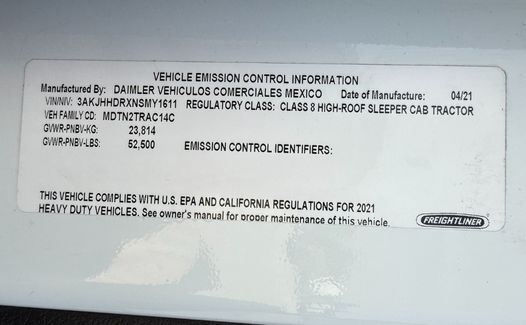 VEHICLE EMISSION CONTROL INFORMATION
Manufactured By: DAIMLER VEHICULOS COMERCIALES MEXICO Date of Manufacture: 04/21
VIN/NIV: 3AKJHHDRXNSMY1611 REGULATORY CLASS: CLASS 8 HIGH-ROOF SLEEPER CAB TRACTOR
VEH FAMILY CD: MDTN2TRAC14C
GVWR-PNBV-KG: 23,814
GVWR-PNBV-LBS: 52,500 EMISSION CONTROL IDENTIFIERS:
THIS VEHICLE COMPLIES WITH U.S. EPA AND CALIFORNIA REGULATIONS FOR 2021
HEAVY DUTY VEHICLES. See owner's manual for proper maintenance of this vehicle.
FREIGHTLINER